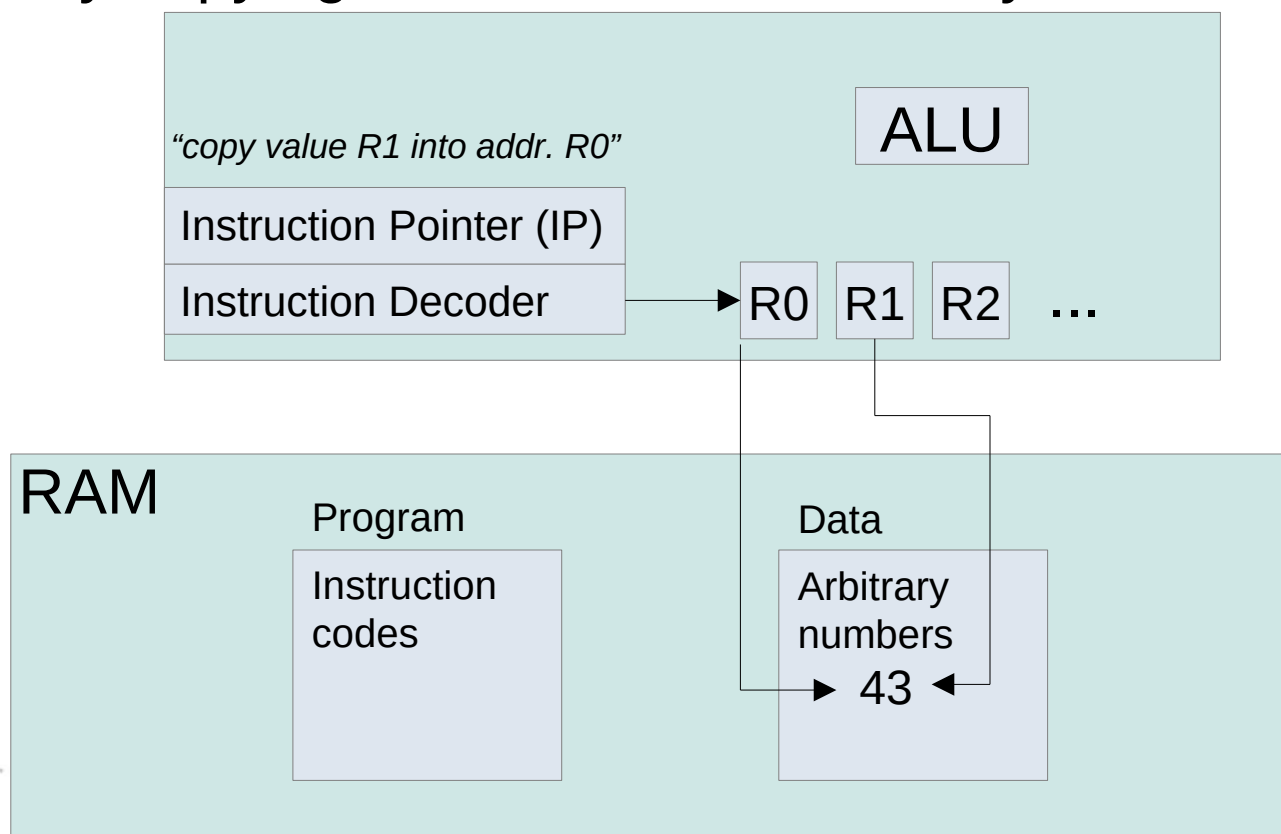 “copy value R1 into addr. R0”
ALU
Instruction Pointer (IP)
Instruction Decoder
R0 R1 R2 ...
RAM
Program
Data
Instruction
codes
Arbitrary
numbers
43